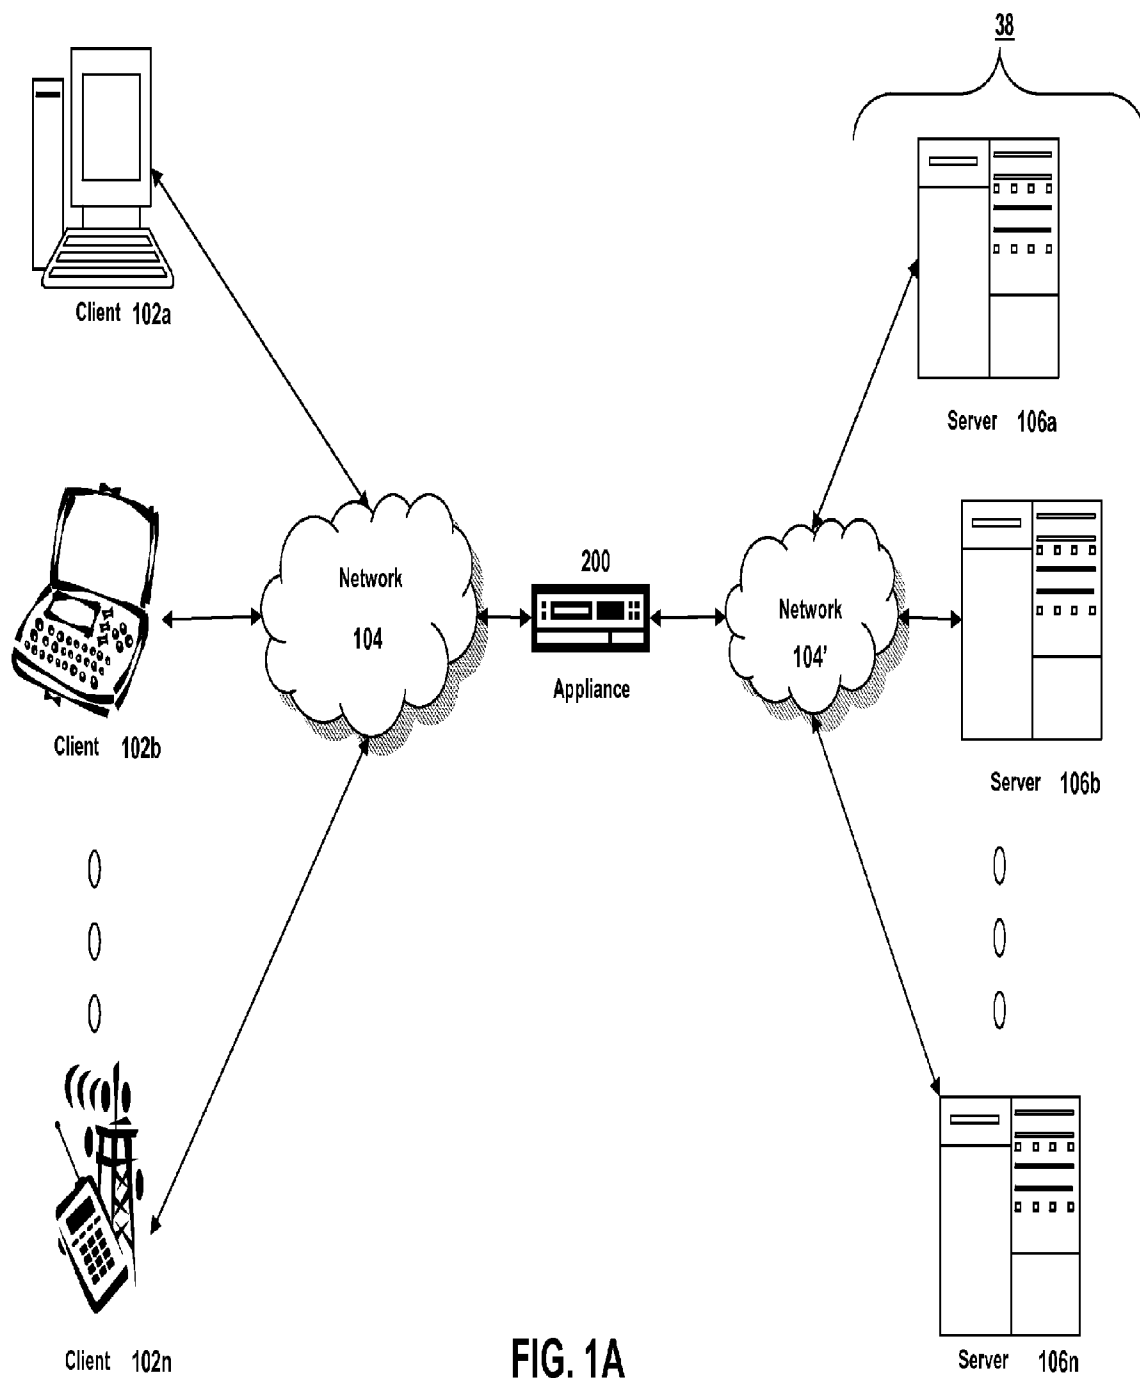 38
Client 102a
Server 106a
Network
104
200
Appliance
Network
104'
Client 102b
Server 106b
Client 102n
Server 106n
FIG. 1A